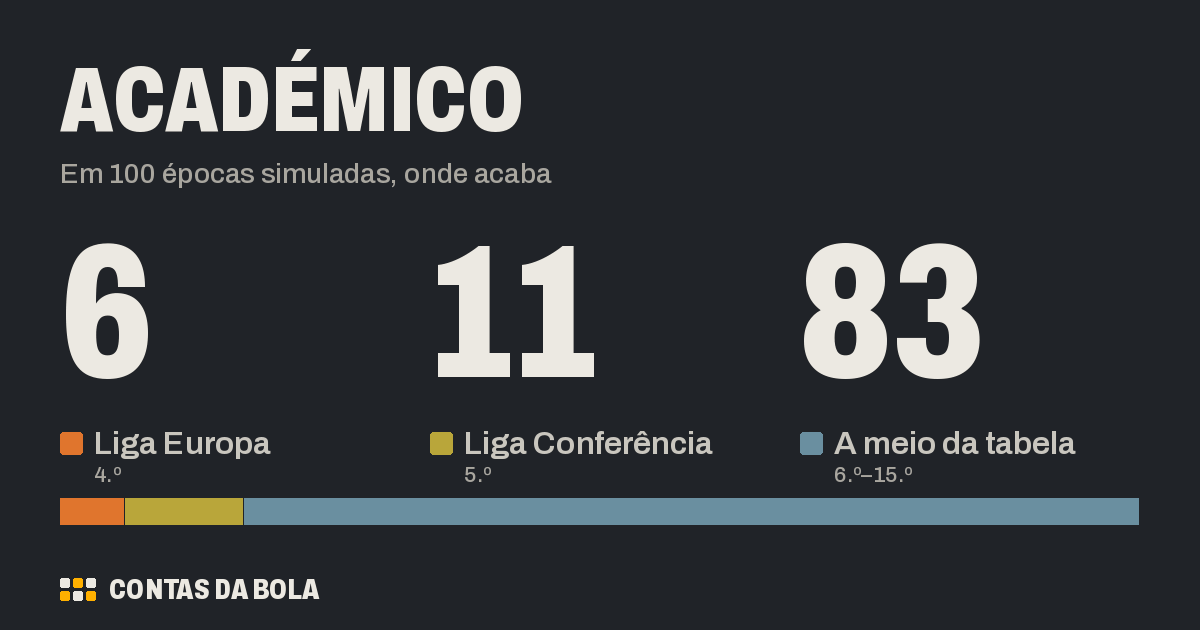 ACADÉMICO
Em 100 épocas simuladas, onde acaba
6 11 83
Liga Europa Liga Conferência A meio da tabela
4.º 5.º 6.º–15.º
CONTAS DA BOLA